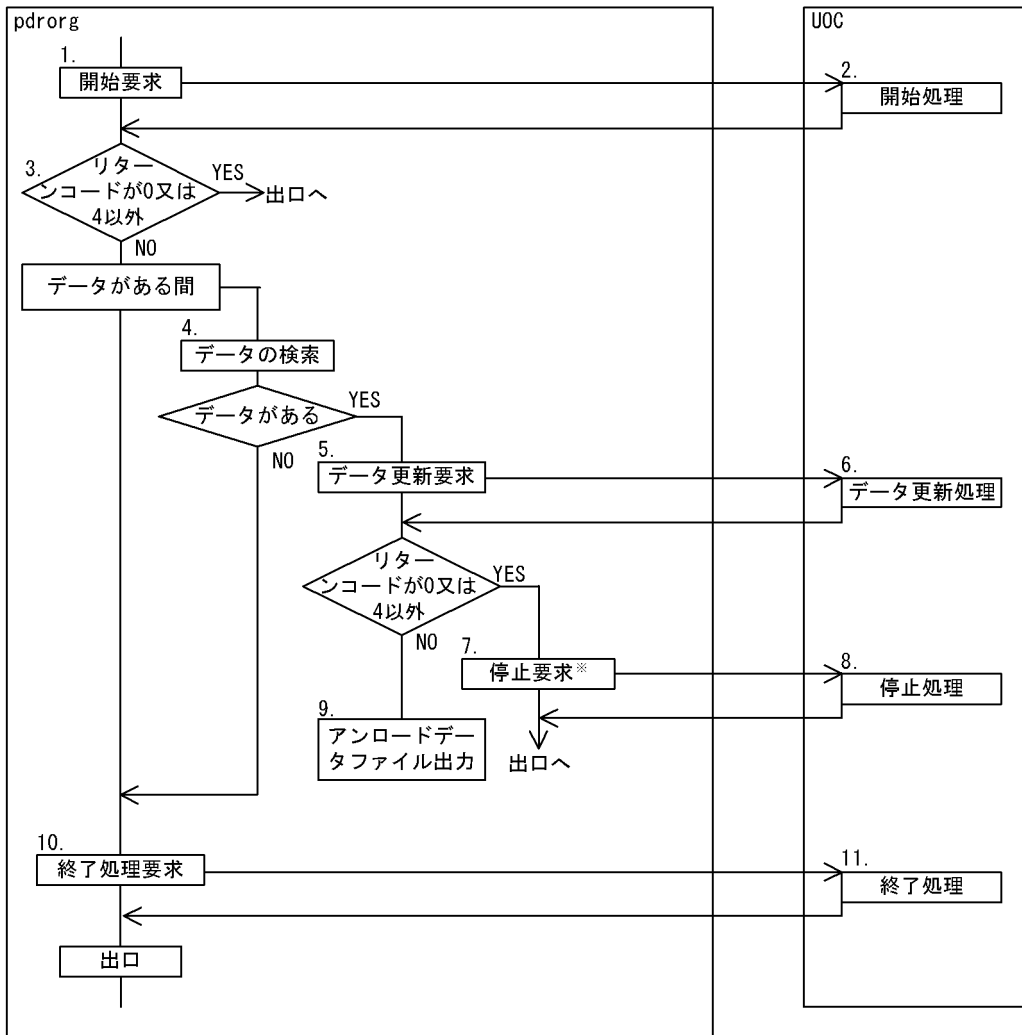 pdrorg
UOC
1.
開始要求
2.
開始処理
3.
リター
ンコードが0又は
4以外
YES
出口へ
NO
データがある間
4.
データの検索
データがある
YES
NO
5.
データ更新要求
6.
データ更新処理
リター
ンコードが0又は
4以外
YES
NO
7.
停止要求※
8.
停止処理
9.
アンロードデー
タファイル出力
出口へ
10.
終了処理要求
11.
終了処理
出口